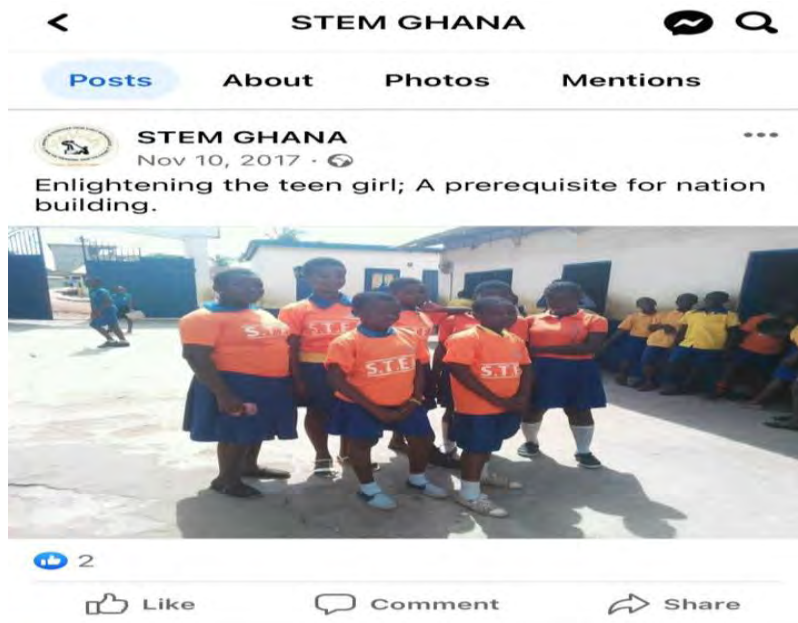 STEM GHANA
Posts About Photos Mentions
STEM GHANA
Nov 10, 2017 ·
Enlightening the teen girl; A prerequisite for nation
building.
S.T.E
S.T.E
2
Like Comment Share